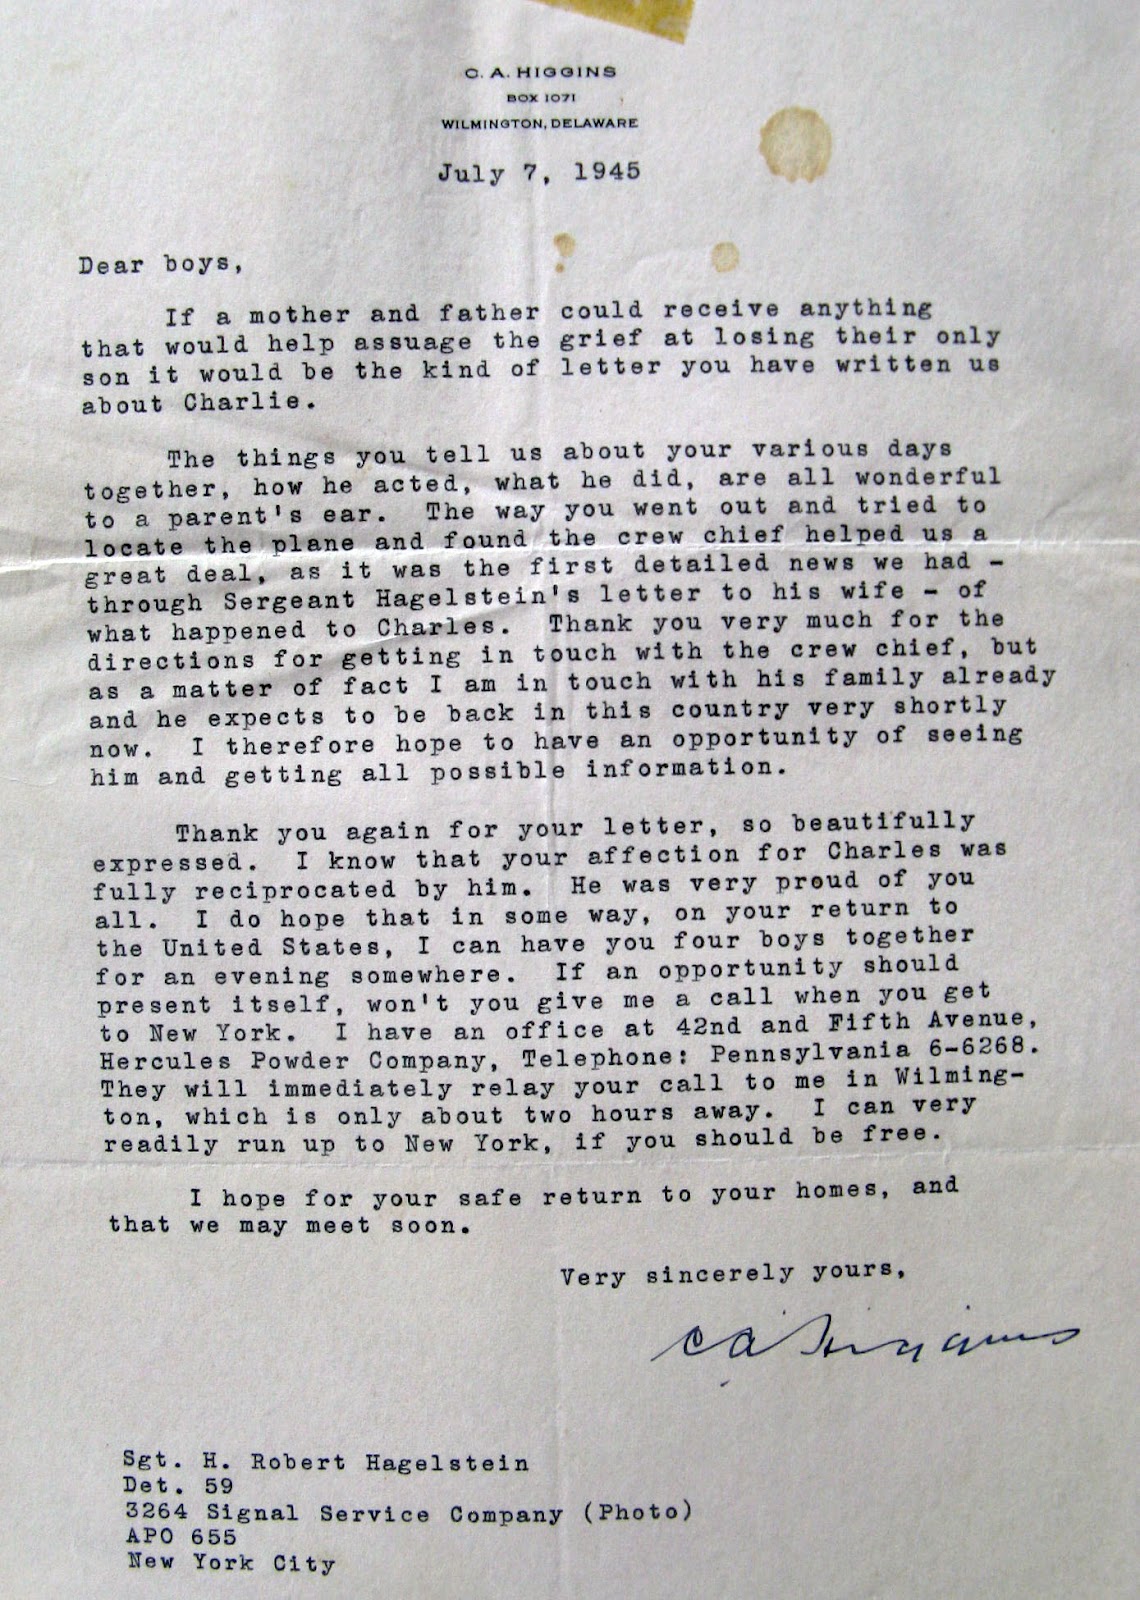 C. A. HIGGINS
BOX 1071
WILMINGTON, DELAWARE
July 7, 1945
Dear boys,
If a mother and father could receive anything
that would help assuage the grief at losing their only
son it would be the kind of letter you have written us
about Charlie.
The things you tell us about your various days
together, how he acted, what he did, are all wonderful
to a parent's ear. The way you went out and tried to
locate the plane and found the crew chief helped us a
great deal, as it was the first detailed news we had -
through Sergeant Hagelstein's letter to his wife - of
what happened to Charles. Thank you very much for the
directions for getting in touch with the crew chief, but
as a matter of fact I am in touch with his family already
and he expects to be back in this country very shortly
now. I therefore hope to have an opportunity of seeing
him and getting all possible information.
Thank you again for your letter, so beautifully
expressed. I know that your affection for Charles was
fully reciprocated by him. He was very proud of you
all. I do hope that in some way, on your return to
the United States, I can have you four boys together
for an evening somewhere. If an opportunity should
present itself, won't you give me a call when you get
to New York. I have an office at 42nd and Fifth Avenue,
Hercules Powder Company, Telephone: Pennsylvania 6-6268.
They will immediately relay your call to me in Wilming-
ton, which is only about two hours away. I can very
readily run up to New York, if you should be free.
I hope for your safe return to your homes, and
that we may meet soon.
Very sincerely yours,
C A Higgins
Sgt. H. Robert Hagelstein
Det. 59
3264 Signal Service Company (Photo)
APO 655
New York City